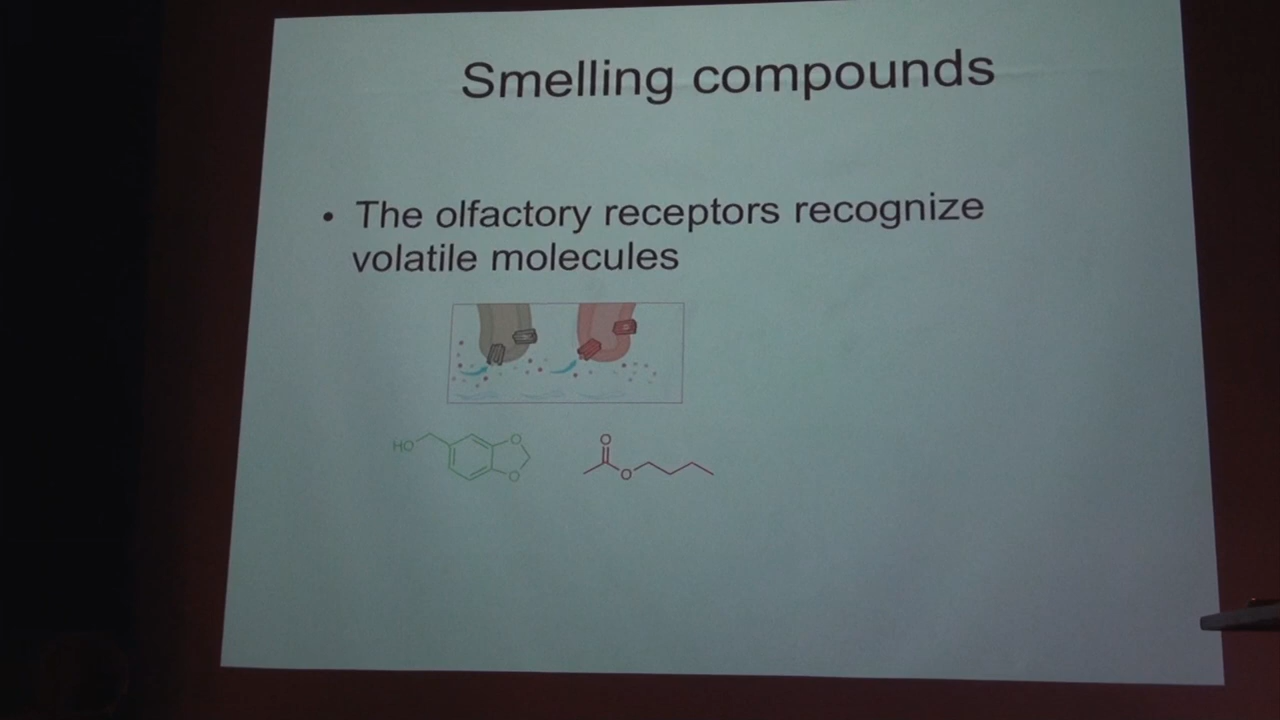 Smelling compounds
• The olfactory receptors recognize
volatile molecules
HO
O
O
O
O